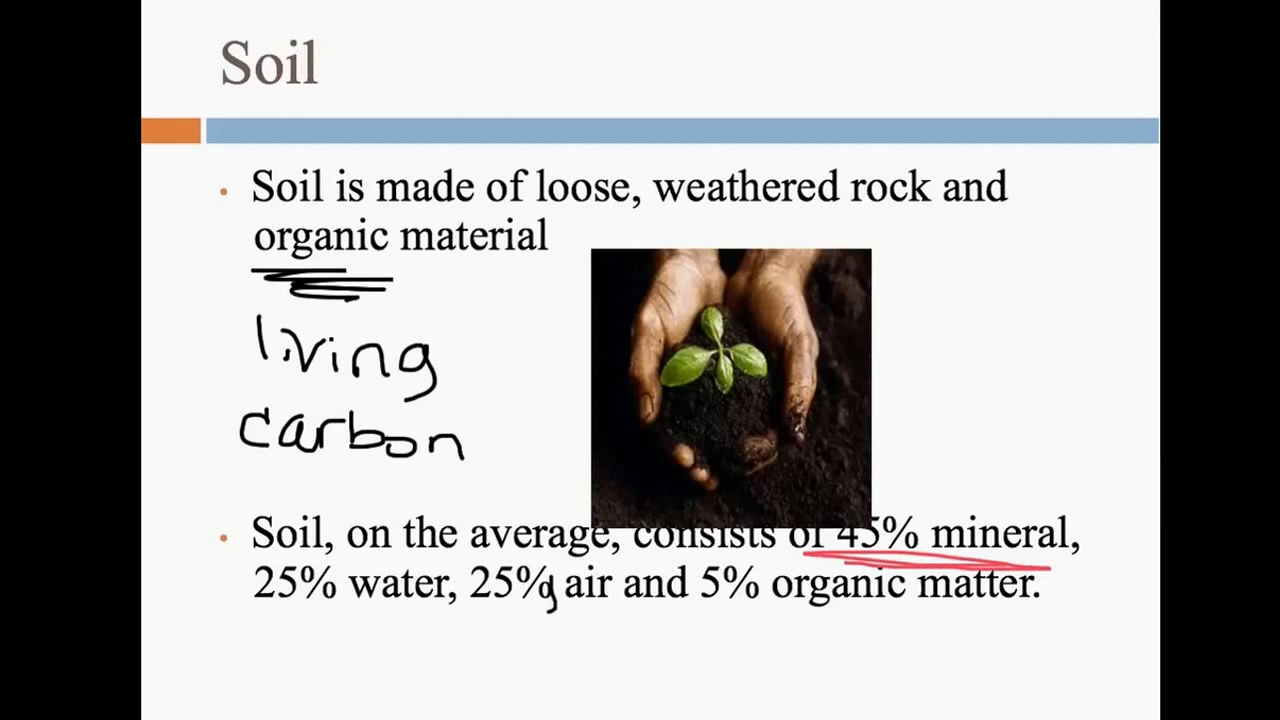 Soil
• Soil is made of loose, weathered rock and
organic material
living
carbon
• Soil, on the average, consists of 45% mineral,
25% water, 25% air and 5% organic matter.